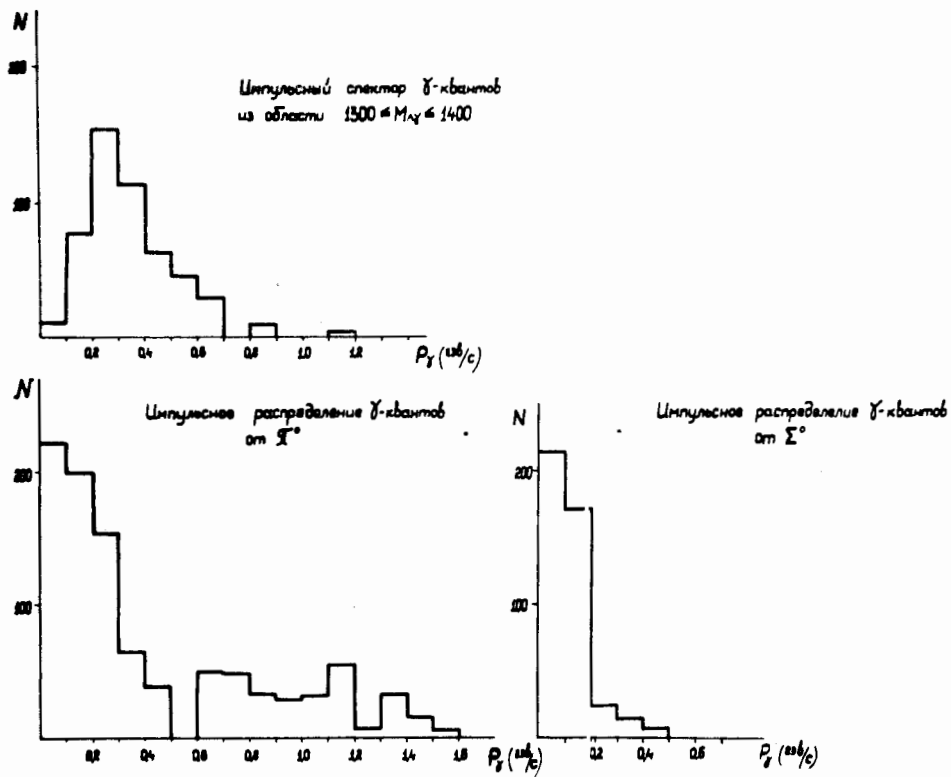 N
200
Импульсный спектор γ-квантов
из области 1300 ≤ MΛγ ≤ 1400
100
0,2 0,4 0,6 0,8 1.0 1.2
Pγ (гэв/с)
N
Импульсное распределение γ-квантов
от π°
200
100
0,2 0,4 0,6 0,8 1,0 1,2 1.4 1.6
Pγ (гэв/с)
N
Импульсное распределелие γ-квантов
от Σ°
200
100
0,2 0,4 0,6
Pγ (гэв/с)